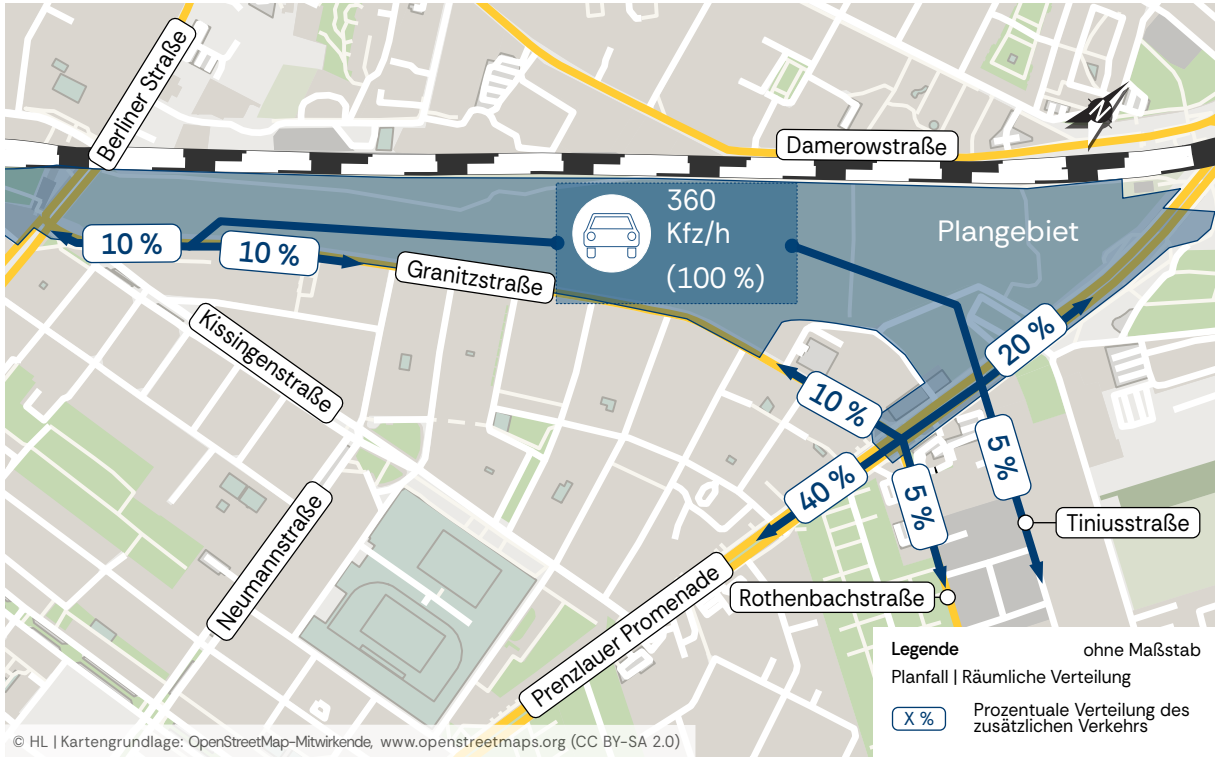 Berliner Straße
N
Damerowstraße
360
Kfz/h
(100 %)
Plangebiet
10 %
10 %
Granitzstraße
Kissingenstraße
20 %
10 %
5 %
40 %
5 %
Tiniusstraße
Neumannstraße
Rothenbachstraße
Prenzlauer Promenade
Legende
ohne Maßstab
Planfall | Räumliche Verteilung
X %
Prozentuale Verteilung des
zusätzlichen Verkehrs
© HL | Kartengrundlage: OpenStreetMap-Mitwirkende, www.openstreetmaps.org (CC BY-SA 2.0)